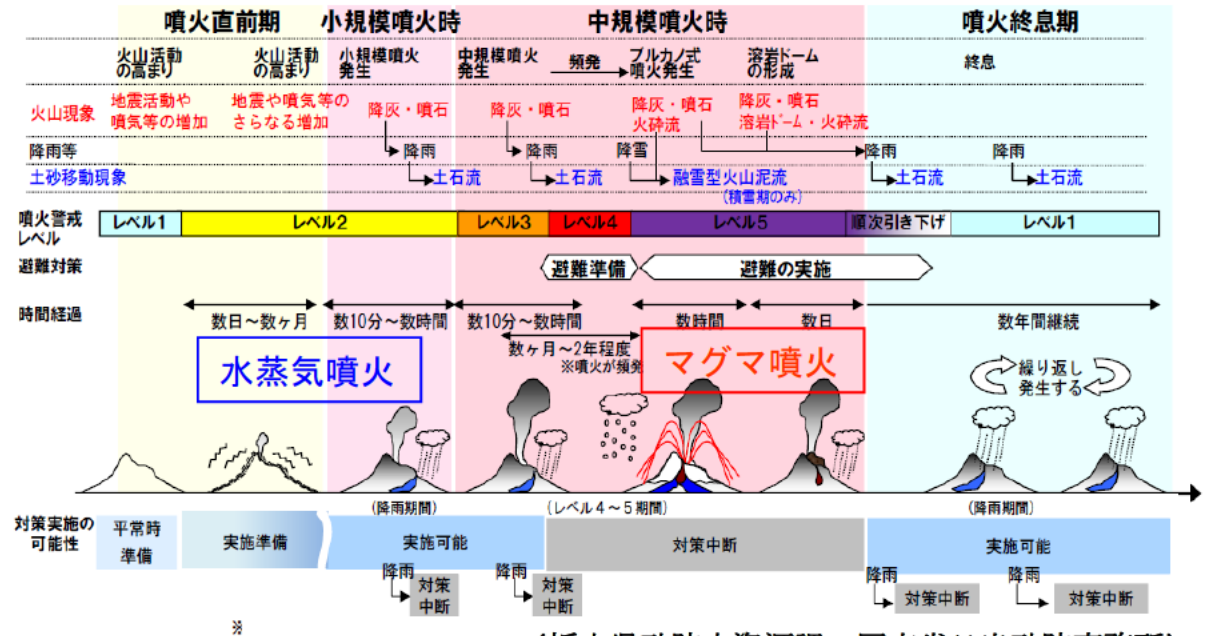 噴火直前期 小規模噴火時 中規模噴火時 噴火終息期
火山活動
の高まり
火山活動
の高まり
小規模噴火
発生
中規模噴火
発生
頻発
ブルカノ式
噴火発生
溶岩ドーム
の形成
終息
火山現象
地震活動や
噴気等の増加
地震や噴気等の
さらなる増加
降灰・噴石
降灰・噴石
降灰・噴石
火砕流
降灰・噴石
溶岩ドーム・火砕流
降雨等 降雨 降雨 降雪 降雨 降雨
土砂移動現象 土石流 土石流 融雪型火山泥流 土石流 土石流
(積雪期のみ)
噴火警戒
レベル
レベル1 レベル2 レベル3 レベル4 レベル5 順次引き下げ レベル1
避難対策 避難準備 避難の実施
時間経過
数日～数ヶ月 数10分～数時間 数10分～数時間 数時間 数日 数年間継続
数ヶ月～2年程度
※噴火が頻発
水蒸気噴火 マグマ噴火
繰り返し
発生する
(降雨期間) (レベル4～5期間) (降雨期間)
対策実施の
可能性
平常時
準備
実施準備 実施可能 対策中断 実施可能
降雨 降雨 降雨 降雨
対策
中断
対策
中断
対策中断 対策中断
※